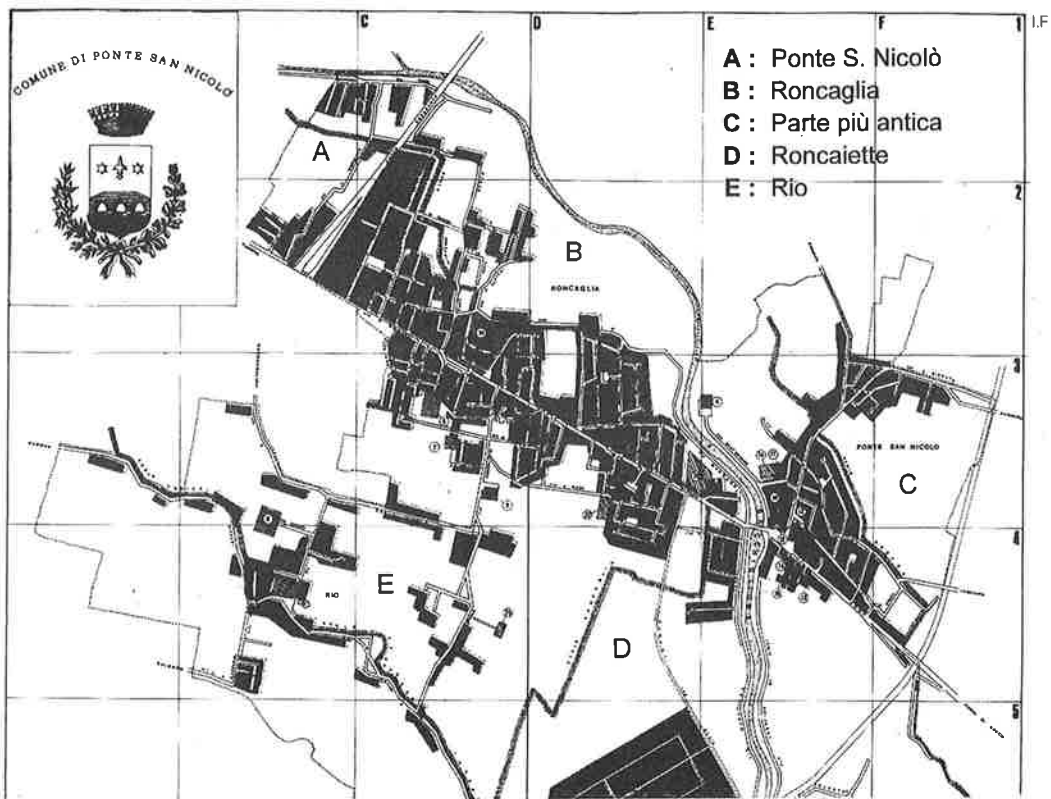 C D E F 1 I.F
COMUNE DI PONTE SAN NICOLO'
A : Ponte S. Nicolò
B : Roncaglia
C : Parte più antica
D : Roncaiette
E : Rio
A
2
B
RONCAGLIA
3
PONTE SAN NICOLO'
C
4
E
RIO
D
5